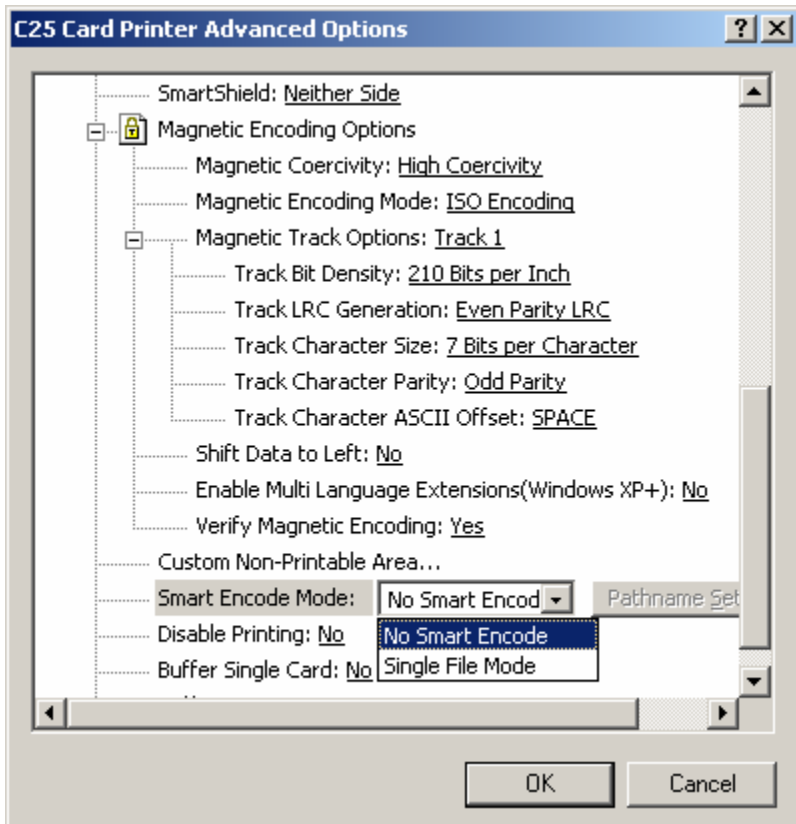 C25 Card Printer Advanced Options
SmartShield: Neither Side
Magnetic Encoding Options
Magnetic Coercivity: High Coercivity
Magnetic Encoding Mode: ISO Encoding
Magnetic Track Options: Track 1
Track Bit Density: 210 Bits per Inch
Track LRC Generation: Even Parity LRC
Track Character Size: 7 Bits per Character
Track Character Parity: Odd Parity
Track Character ASCII Offset: SPACE
Shift Data to Left: No
Enable Multi Language Extensions(Windows XP+): No
Verify Magnetic Encoding: Yes
Custom Non-Printable Area...
Smart Encode Mode: No Smart Encod Pathname Set
Disable Printing: No No Smart Encode
Buffer Single Card: No Single File Mode
OK Cancel